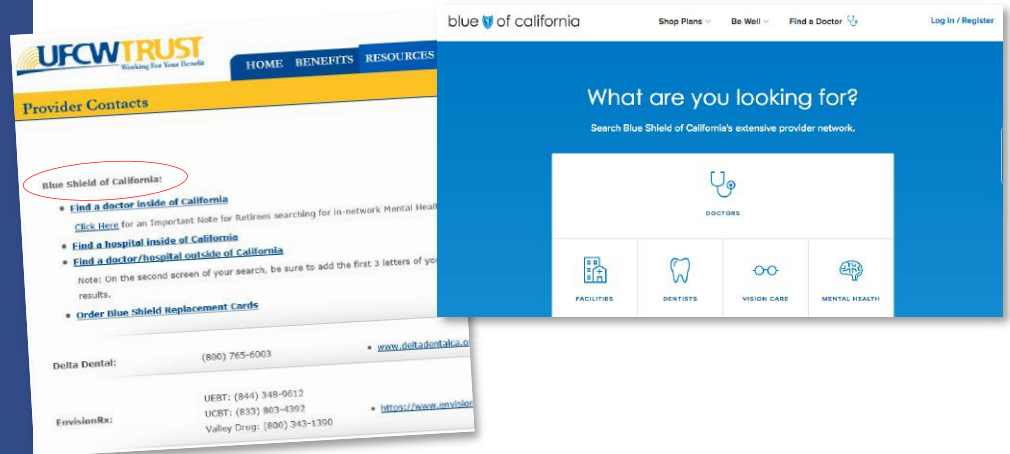 UFCWTRUST
Working For Your Benefit
HOME BENEFITS RESOURCES
Provider Contacts
Blue Shield of California:
• Find a doctor inside of California
Click Here for an Important Note for Retirees searching for in-network Mental Heal
• Find a hospital inside of California
• Find a doctor/hospital outside of California
Note: On the second screen of your search, be sure to add the first 3 letters of yo
results.
• Order Blue Shield Replacement Cards
Delta Dental: (800) 765-6003 • www.deltadentalca.o
EnvisionRx:
UEBT: (844) 348-9612
UCBT: (833) 803-4392
Valley Drug: (800) 343-1390
• https://www.envision
blue of california
Shop Plans Be Well Find a Doctor Log in / Register
What are you looking for?
Search Blue Shield of California's extensive provider network.
DOCTORS
FACILITIES DENTISTS VISION CARE MENTAL HEALTH